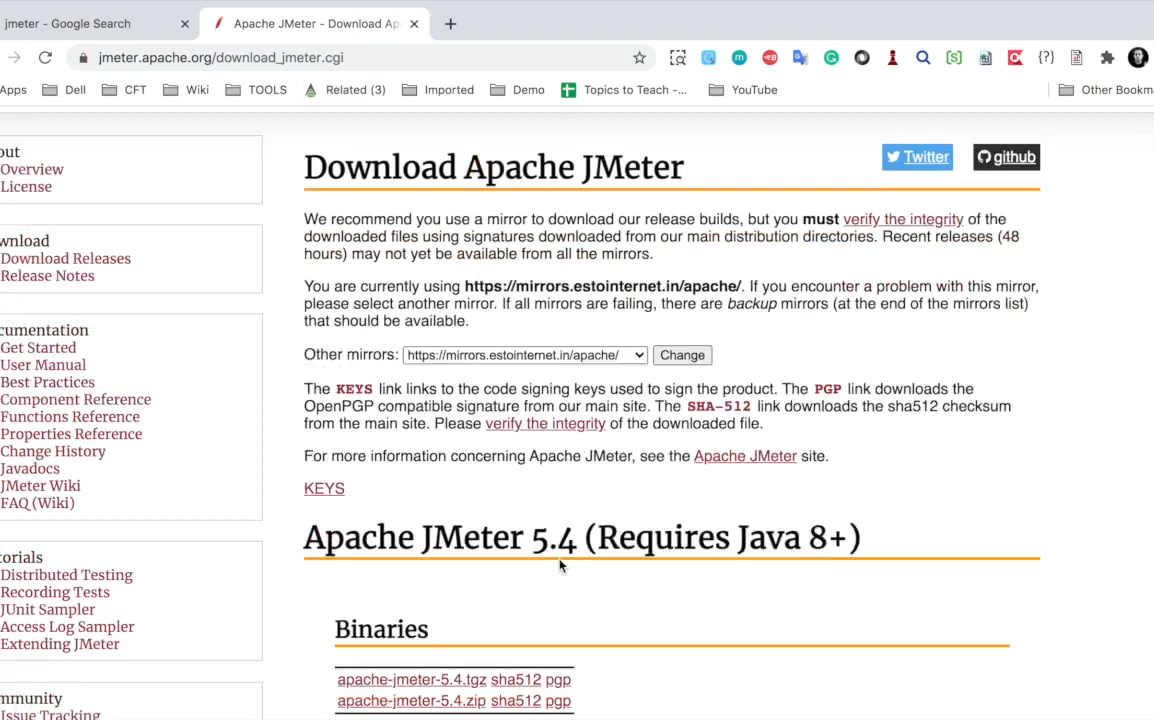 jmeter - Google Search
Apache JMeter - Download Ap
jmeter.apache.org/download_jmeter.cgi
Apps Dell CFT Wiki TOOLS Related (3) Imported Demo Topics to Teach -... YouTube Other Bookm
out
Overview
License
wnload
Download Releases
Release Notes
cumentation
Get Started
User Manual
Best Practices
Component Reference
Functions Reference
Properties Reference
Change History
Javadocs
JMeter Wiki
FAQ (Wiki)
torials
Distributed Testing
Recording Tests
JUnit Sampler
Access Log Sampler
Extending JMeter
mmunity
Issue Tracking
Download Apache JMeter
Twitter
github
We recommend you use a mirror to download our release builds, but you must verify the integrity of the
downloaded files using signatures downloaded from our main distribution directories. Recent releases (48
hours) may not yet be available from all the mirrors.
You are currently using https://mirrors.estointernet.in/apache/. If you encounter a problem with this mirror,
please select another mirror. If all mirrors are failing, there are backup mirrors (at the end of the mirrors list)
that should be available.
Other mirrors: https://mirrors.estointernet.in/apache/ Change
The KEYS link links to the code signing keys used to sign the product. The PGP link downloads the
OpenPGP compatible signature from our main site. The SHA-512 link downloads the sha512 checksum
from the main site. Please verify the integrity of the downloaded file.
For more information concerning Apache JMeter, see the Apache JMeter site.
KEYS
Apache JMeter 5.4 (Requires Java 8+)
Binaries
apache-jmeter-5.4.tgz sha512 pgp
apache-jmeter-5.4.zip sha512 pgp